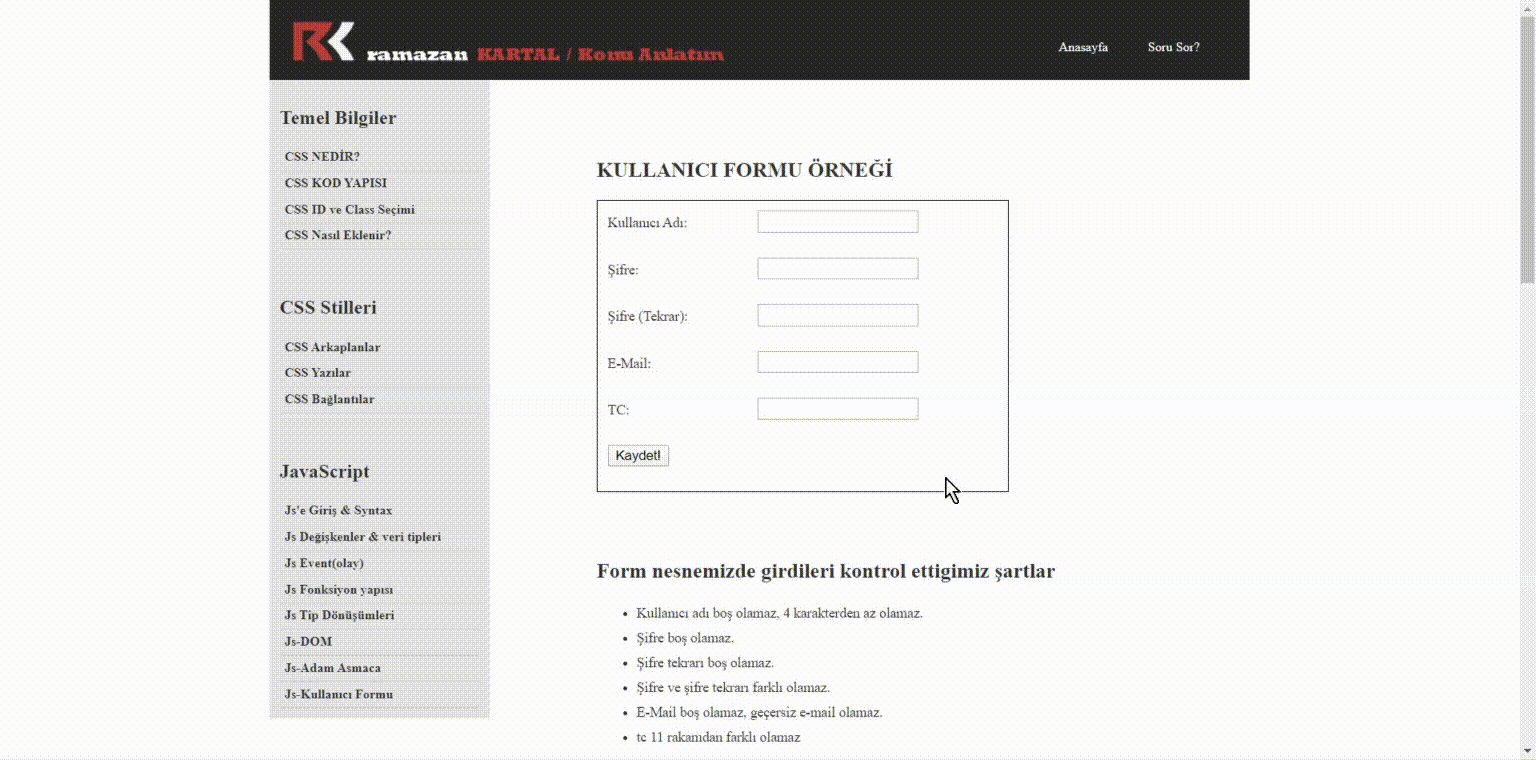 RK ramazan KARTAL / Konu Anlatım
Anasayfa Soru Sor?
Temel Bilgiler
CSS NEDİR?
CSS KOD YAPISI
CSS ID ve Class Seçimi
CSS Nasıl Eklenir?
CSS Stilleri
CSS Arkaplanlar
CSS Yazılar
CSS Bağlantılar
JavaScript
Js'e Giriş & Syntax
Js Değişkenler & veri tipleri
Js Event(olay)
Js Fonksiyon yapısı
Js Tip Dönüşümleri
Js-DOM
Js-Adam Asmaca
Js-Kullanıcı Formu
KULLANICI FORMU ÖRNEĞİ
Kullanıcı Adı:
Şifre:
Şifre (Tekrar):
E-Mail:
TC:
Kaydet!
Form nesnemizde girdileri kontrol ettigimiz şartlar
• Kullanıcı adı boş olamaz, 4 karakterden az olamaz.
• Şifre boş olamaz.
• Şifre tekrarı boş olamaz.
• Şifre ve şifre tekrarı farklı olamaz.
• E-Mail boş olamaz, geçersiz e-mail olamaz.
• tc 11 rakamdan farklı olamaz